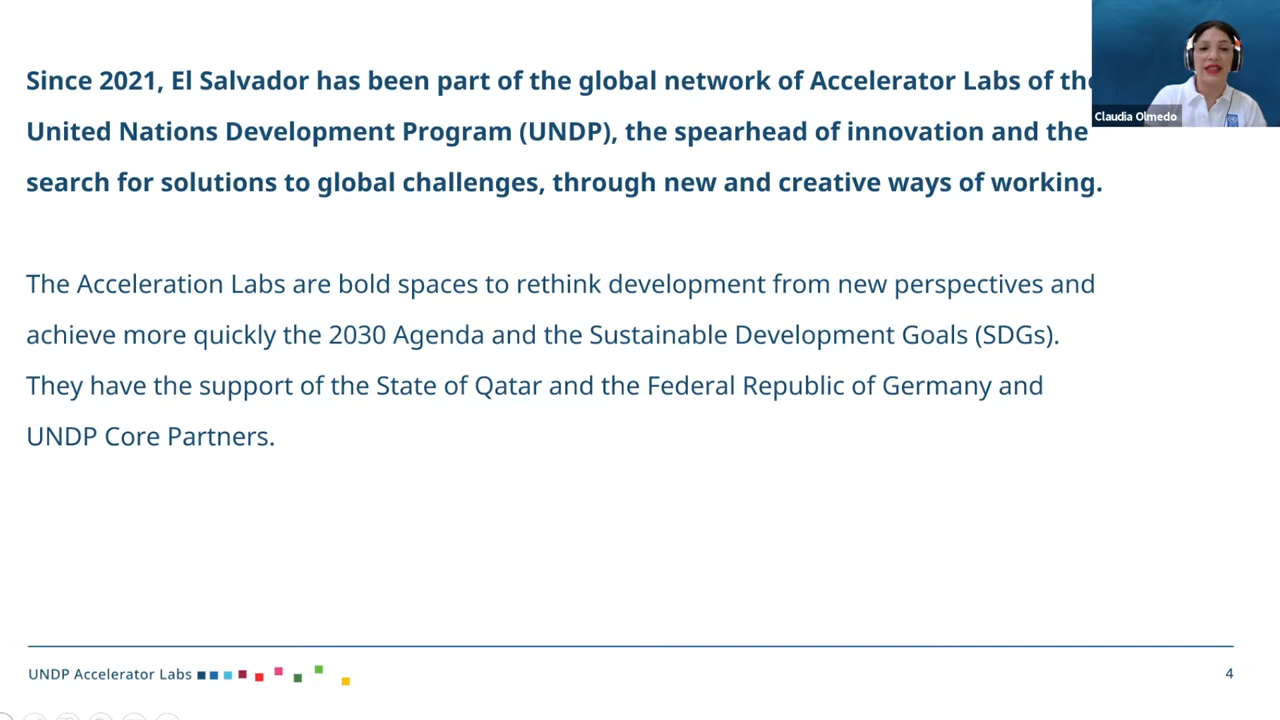 Since 2021, El Salvador has been part of the global network of Accelerator Labs of the
United Nations Development Program (UNDP), the spearhead of innovation and the
search for solutions to global challenges, through new and creative ways of working.
The Acceleration Labs are bold spaces to rethink development from new perspectives and
achieve more quickly the 2030 Agenda and the Sustainable Development Goals (SDGs).
They have the support of the State of Qatar and the Federal Republic of Germany and
UNDP Core Partners.
Claudia Olmedo
UNDP Accelerator Labs
4